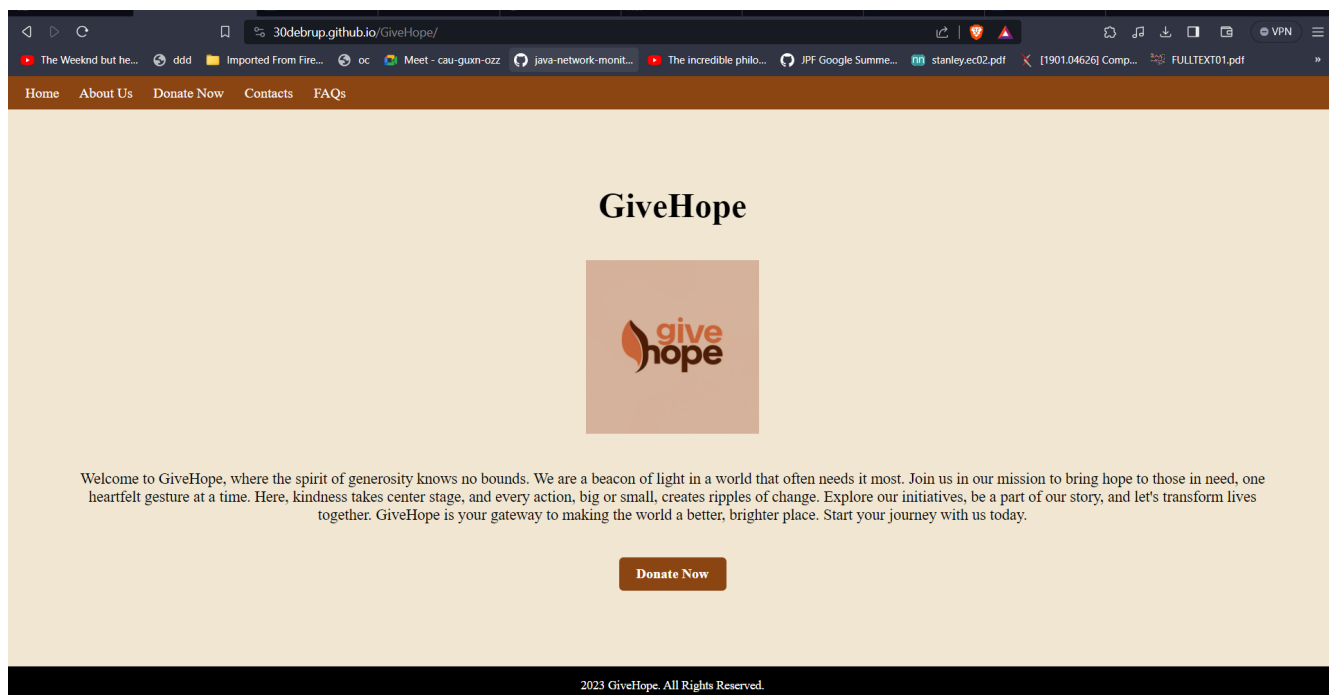 30debrup.github.io/GiveHope/
VPN
The Weeknd but he...
ddd
Imported From Fire...
oc
Meet - cau-guxn-ozz
java-network-monit...
The incredible philo...
JPF Google Summe...
nn
stanley.ec02.pdf
[1901.04626] Comp...
FULLTEXT01.pdf
»
Home About Us Donate Now Contacts FAQs
GiveHope
give
hope
Welcome to GiveHope, where the spirit of generosity knows no bounds. We are a beacon of light in a world that often needs it most. Join us in our mission to bring hope to those in need, one
heartfelt gesture at a time. Here, kindness takes center stage, and every action, big or small, creates ripples of change. Explore our initiatives, be a part of our story, and let's transform lives
together. GiveHope is your gateway to making the world a better, brighter place. Start your journey with us today.
Donate Now
2023 GiveHope. All Rights Reserved.